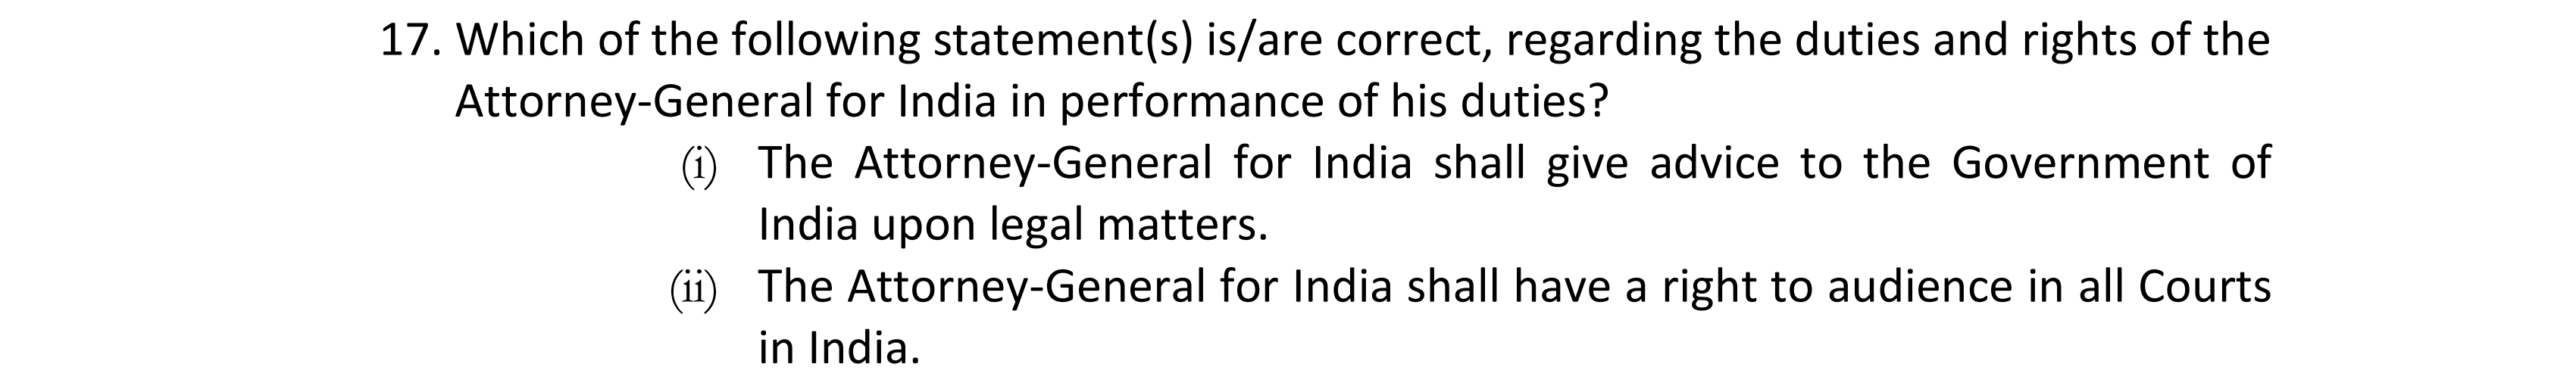 17. Which of the following statement(s) is/are correct, regarding the duties and rights of the
Attorney-General for India in performance of his duties?
(i) The Attorney-General for India shall give advice to the Government of
India upon legal matters.
(ii) The Attorney-General for India shall have a right to audience in all Courts
in India.